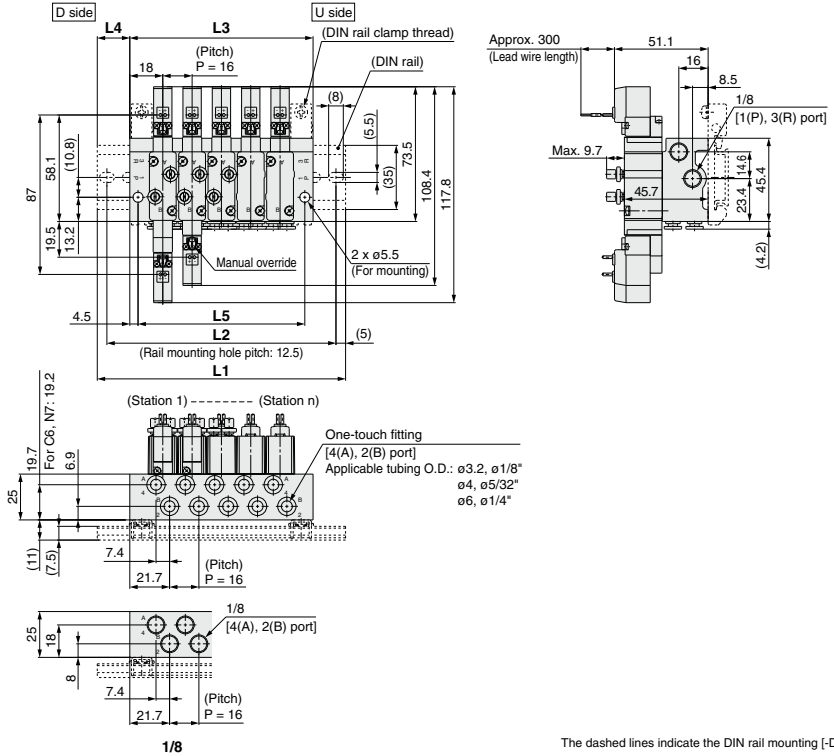 D side
U side
L4
L3
(DIN rail clamp thread)
18
(Pitch)
P = 16
(DIN rail)
(8)
(5.5)
(10.8)
58.1
87
(35)
73.5
108.4
117.8
19.5
13.2
Manual override
2 x ø5.5
(For mounting)
4.5
L5
L2
(5)
(Rail mounting hole pitch: 12.5)
L1
Approx. 300
(Lead wire length)
51.1
16
8.5
1/8
[1(P), 3(R) port]
Max. 9.7
45.7
14.6
23.4
45.4
(4.2)
(Station 1)
(Station n)
For C6, N7: 19.2
19.7
6.9
25
One-touch fitting
[4(A), 2(B) port]
Applicable tubing O.D.: ø3.2, ø1/8"
ø4, ø5/32"
ø6, ø1/4"
(11)
(7.5)
7.4
(Pitch)
21.7
P = 16
1/8
[4(A), 2(B) port]
25
18
8
7.4
(Pitch)
21.7
P = 16
1/8
The dashed lines indicate the DIN rail mounting [-D